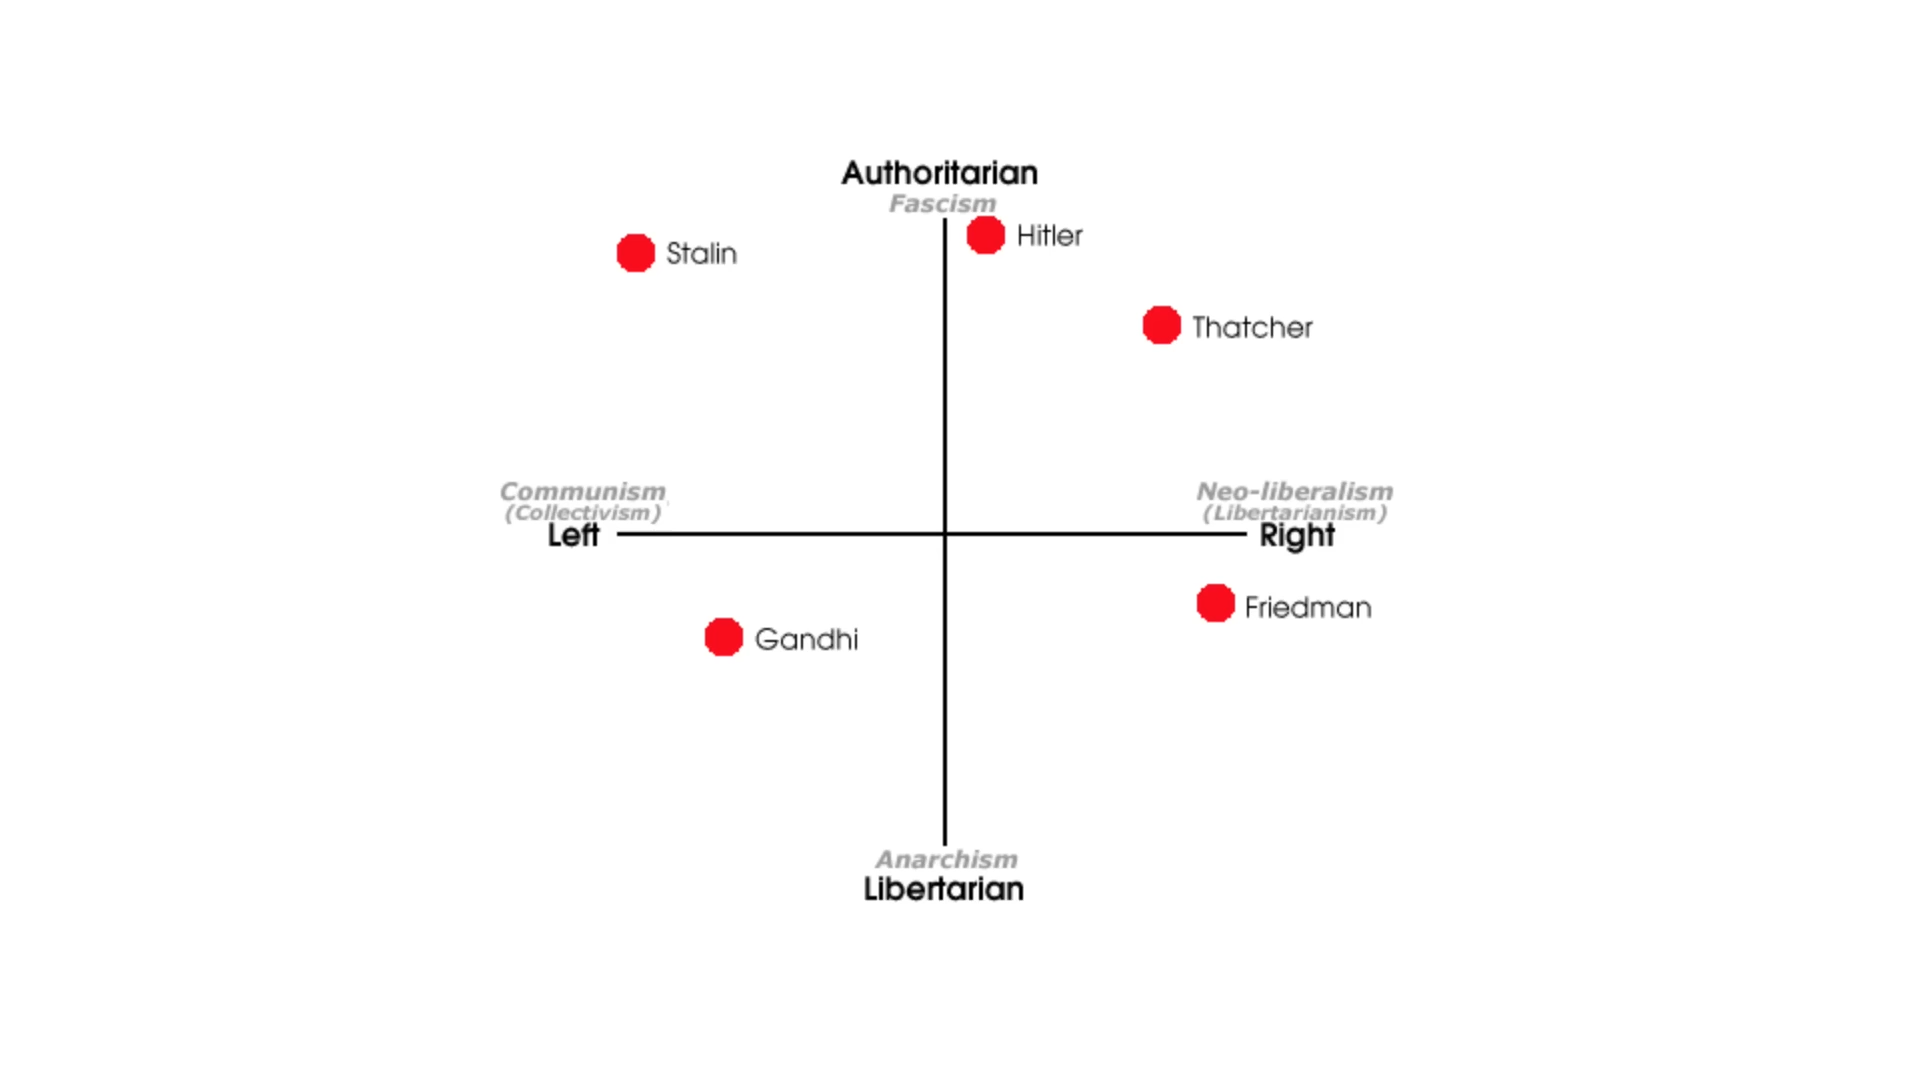 Authoritarian
Fascism
Hitler
Stalin
Thatcher
Communism
(Collectivism)
Left
Neo-liberalism
(Libertarianism)
Right
Friedman
Gandhi
Anarchism
Libertarian